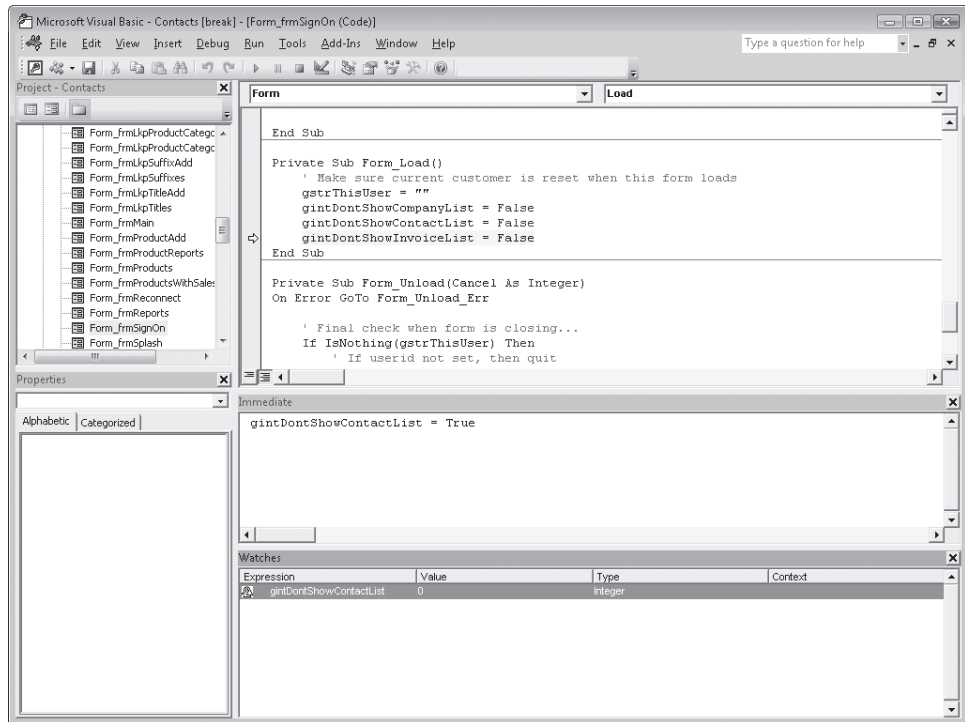 Microsoft Visual Basic - Contacts [break] - [Form_frmSignOn (Code)]
File Edit View Insert Debug Run Tools Add-Ins Window Help
Type a question for help
Project - Contacts
Form_frmLkpProductCatego
Form_frmLkpProductCatego
Form_frmLkpSuffixAdd
Form_frmLkpSuffixes
Form_frmLkpTitleAdd
Form_frmLkpTitles
Form_frmMain
Form_frmProductAdd
Form_frmProductReports
Form_frmProducts
Form_frmProductsWithSales
Form_frmReconnect
Form_frmReports
Form_frmSignOn
Form_frmSplash
Properties
Alphabetic Categorized
Form Load
End Sub
Private Sub Form_Load()
' Make sure current customer is reset when this form loads
gstrThisUser = ""
gintDontShowCompanyList = False
gintDontShowContactList = False
gintDontShowInvoiceList = False
End Sub
Private Sub Form_Unload(Cancel As Integer)
On Error GoTo Form_Unload_Err
' Final check when form is closing...
If IsNothing(gstrThisUser) Then
' If userid not set, then quit
Immediate
gintDontShowContactList = True
Watches
Expression Value Type Context
gintDontShowContactList 0 Integer